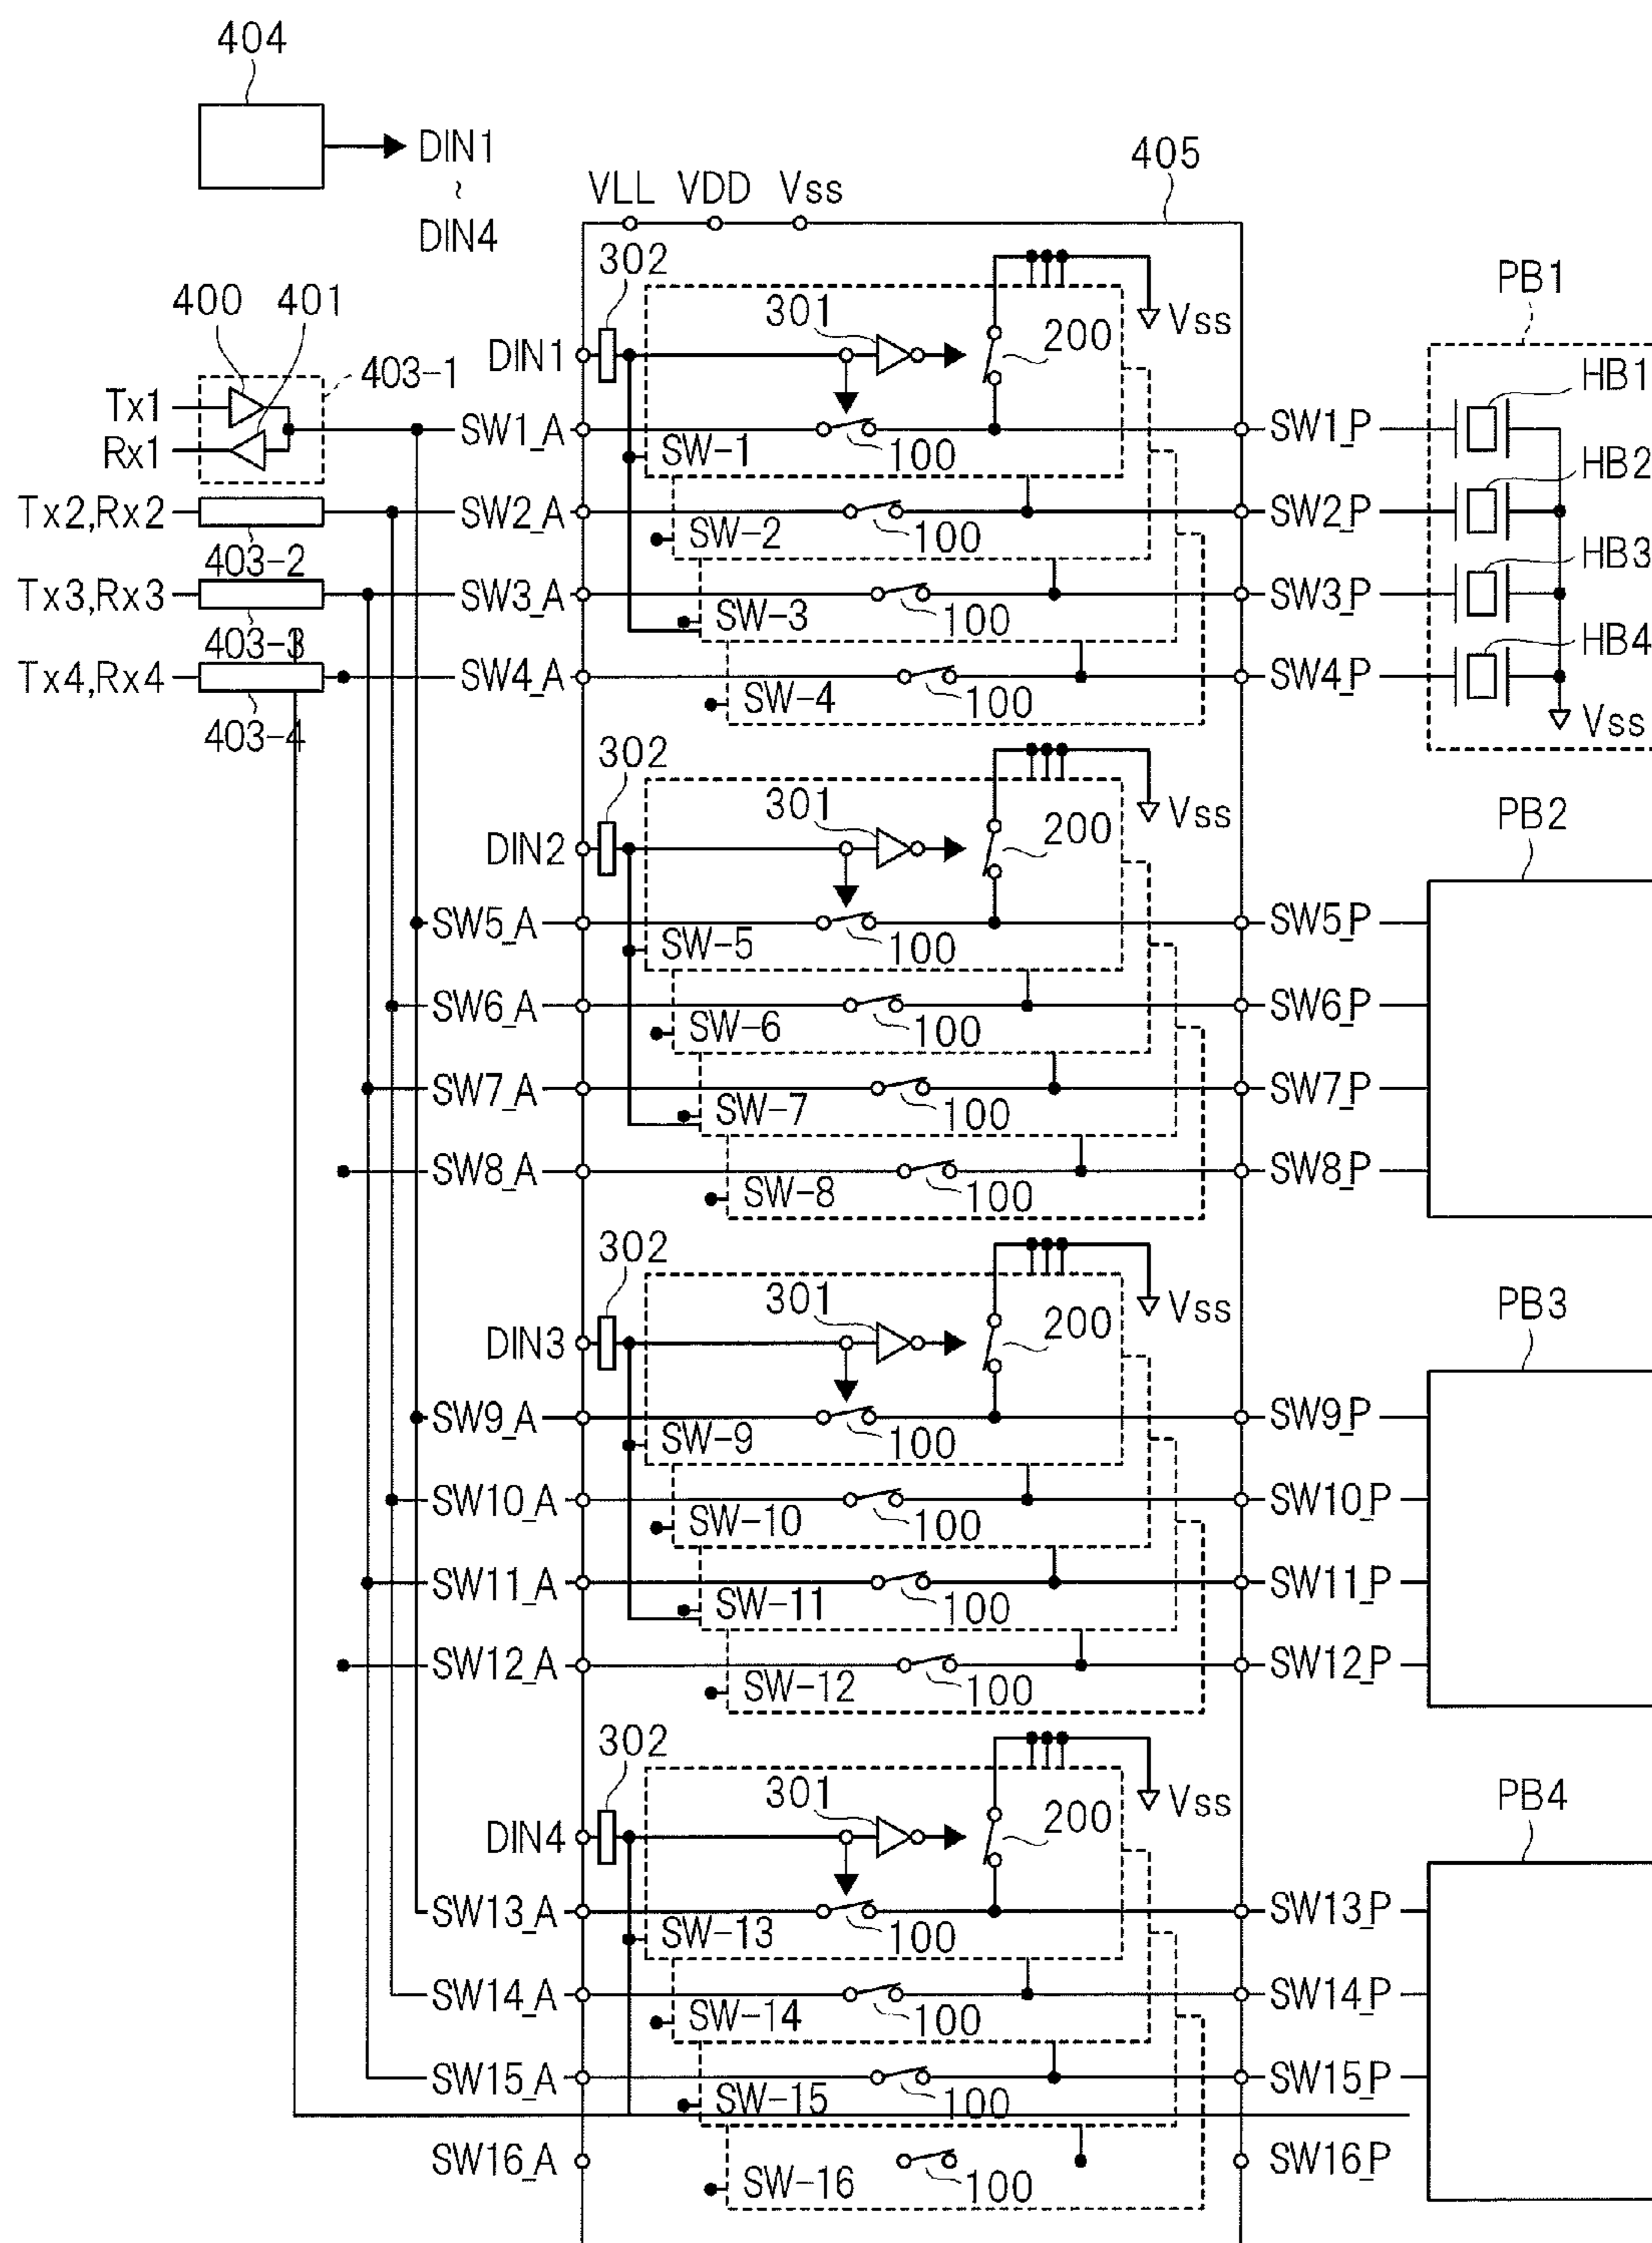 404
DIN1
~
DIN4
405
VLL VDD Vss
302
PB1
400 401
301
Vss
200
DIN1
403-1
HB1
Tx1
Rx1
SW1_A
SW-1
100
SW1_P
HB2
Tx2,Rx2
SW2_A
SW-2
100
SW2_P
403-2
HB3
Tx3,Rx3
SW3_A
SW-3
100
SW3_P
403-3
HB4
Tx4,Rx4
SW4_A
SW-4
100
SW4_P
403-4
Vss
302
301
Vss
200
PB2
DIN2
SW5_A
SW-5
100
SW5_P
SW6_A
SW-6
100
SW6_P
SW7_A
SW-7
100
SW7_P
SW8_A
SW-8
100
SW8_P
302
301
Vss
200
PB3
DIN3
SW9_A
SW-9
100
SW9_P
SW10_A
SW-10
100
SW10_P
SW11_A
SW-11
100
SW11_P
SW12_A
SW-12
100
SW12_P
302
301
Vss
200
PB4
DIN4
SW13_A
SW-13
100
SW13_P
SW14_A
SW-14
100
SW14_P
SW15_A
SW-15
100
SW15_P
SW16_A
SW-16
100
SW16_P